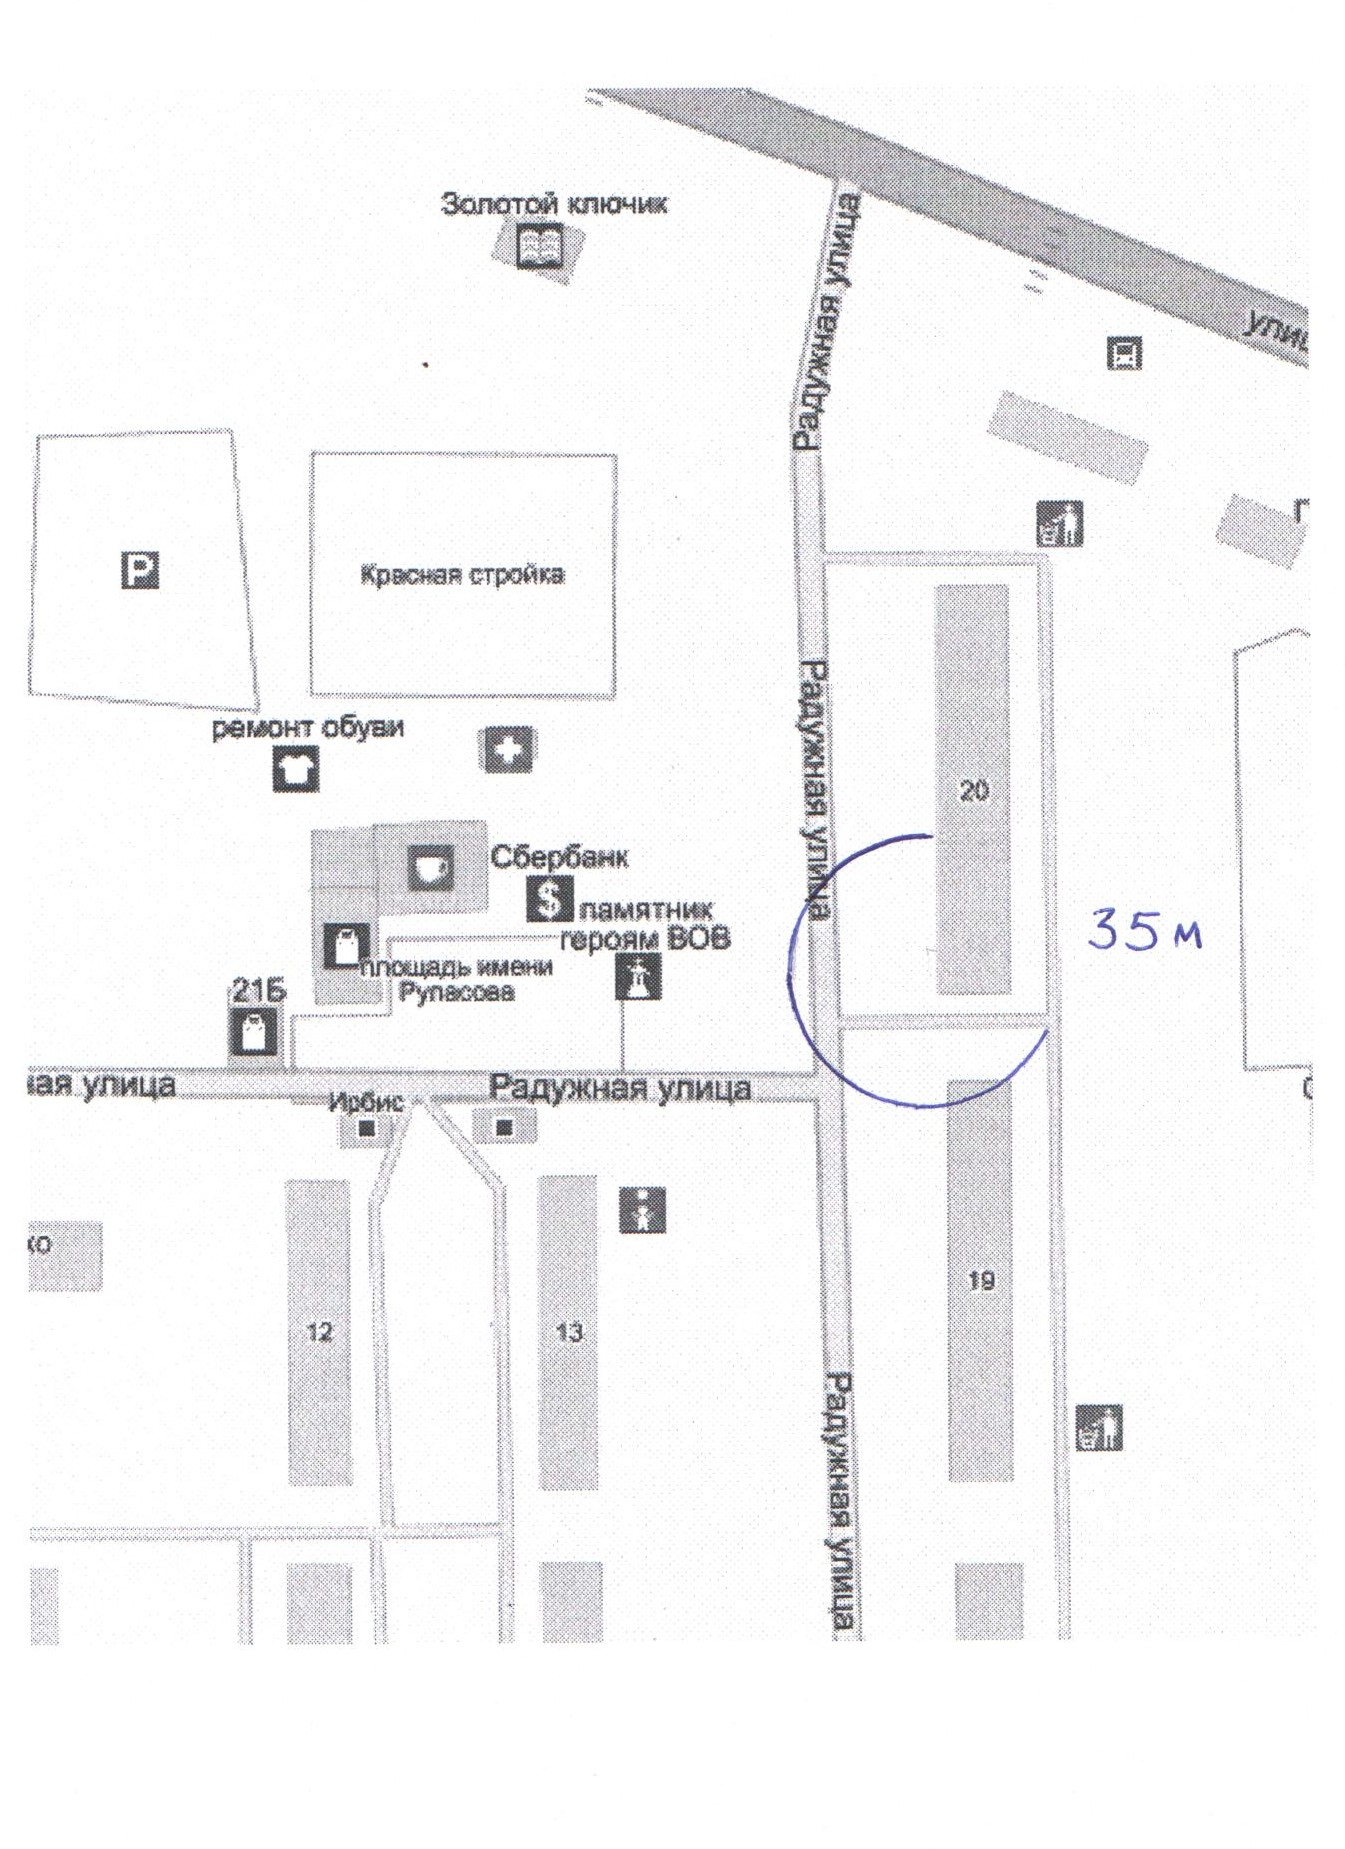 Золотой ключик
Радужная улица
улиц
P
Красная стройка
ремонт обуви
20
Радужная улица
Сбербанк
$
памятник
героям ВОВ
35 м
площадь имени
Рупасова
21Б
ная улица
Радужная улица
Ирбис
ко
19
12
13
Радужная улица